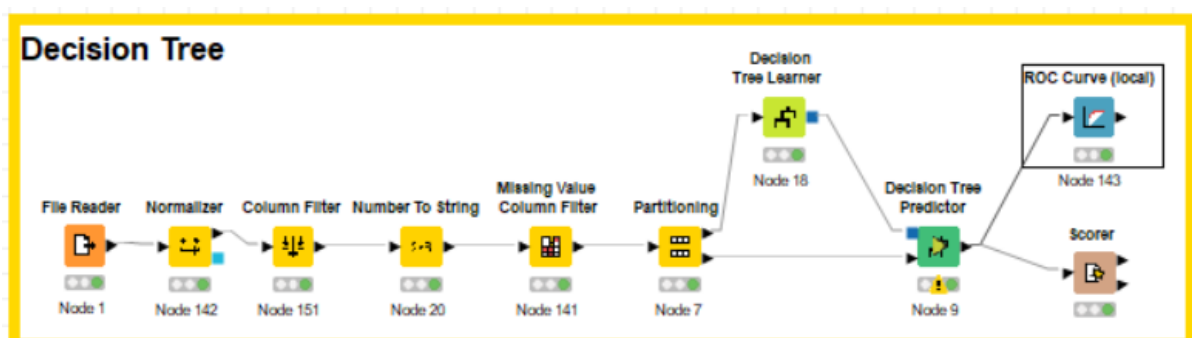 Decision Tree
Decision
Tree Learner
Node 18
ROC Curve (local)
Node 143
File Reader
Node 1
Normalizer
Node 142
Column Filter
Node 151
Number To String
Node 20
Missing Value
Column Filter
Node 141
Partitioning
Node 7
Decision Tree
Predictor
Node 9
Scorer